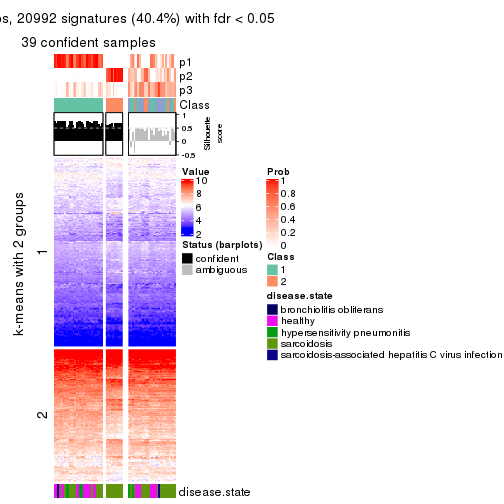 os, 20992 signatures (40.4%) with fdr < 0.05
39 confident samples
p1
p2
p3
Class
1
0.5
0
-0.5
Silhouette
score
k-means with 2 groups
1
2
Value
10
8
6
4
2
Status (barplots)
confident
ambiguous
Prob
1
0.8
0.6
0.4
0.2
0
Class
1
2
disease.state
bronchiolitis obliterans
healthy
hypersensitivity pneumonitis
sarcoidosis
sarcoidosis-associated hepatitis C virus infection
disease.state